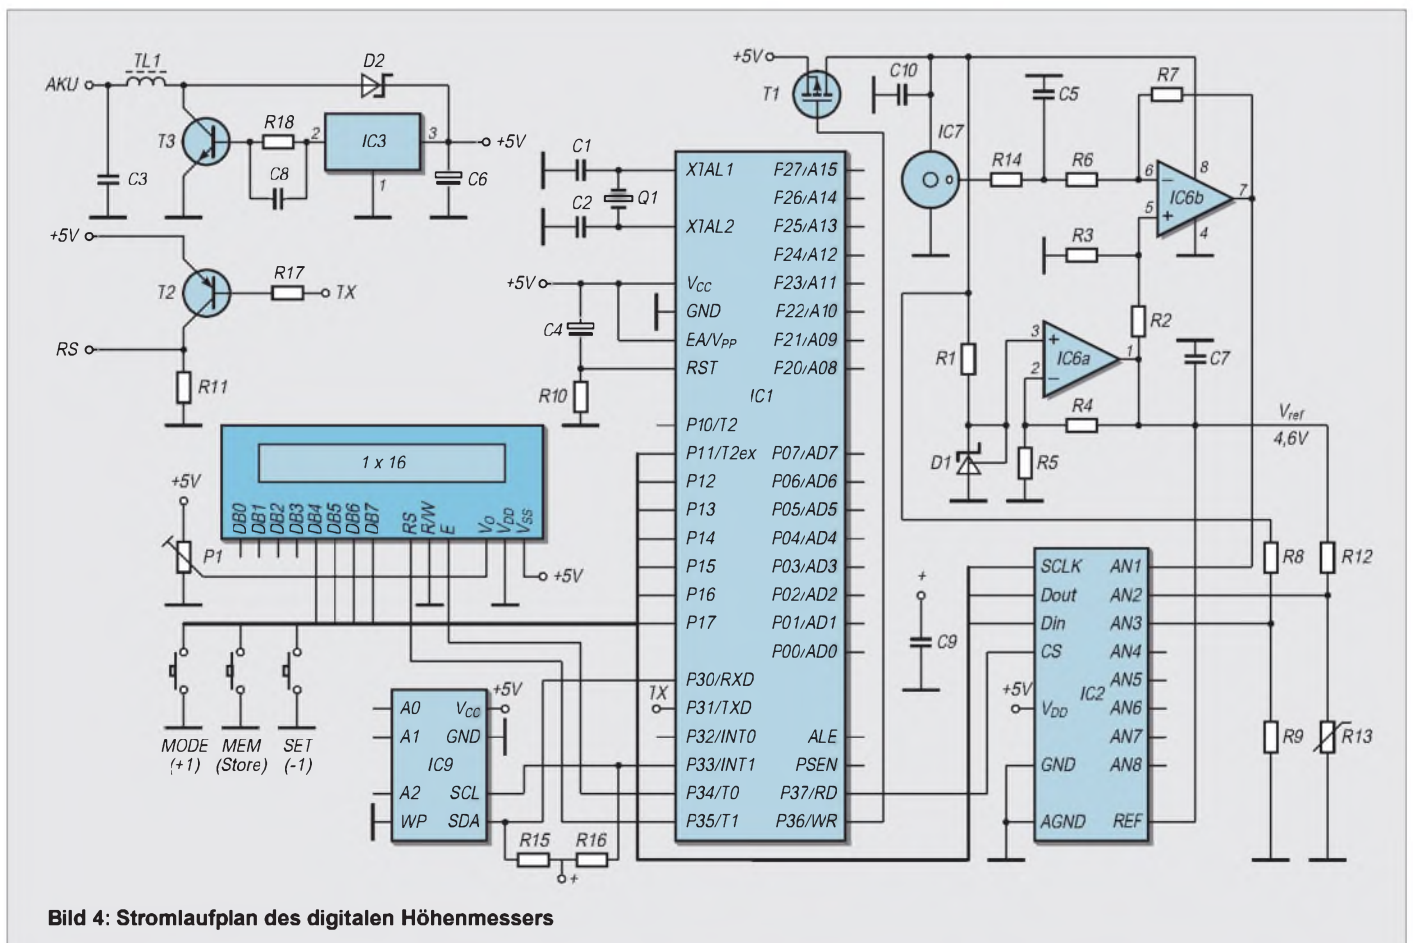 AKU
TL1
D2
T3
R18
C8
2
IC3
3
1
+5V
C3
C6
+5V
T2
R17
TX
RS
R11
1 x 16
DB0
DB1
DB2
DB3
DB4
DB5
DB6
DB7
RS
R/W
E
VO
VDD
VSS
+5V
P1
+5V
MODE
(+1)
MEM
(Store)
SET
(-1)
A0
A1
A2
WP
VCC
GND
IC9
SCL
SDA
+5V
R15
R16
+
C1
C2
Q1
+5V
C4
R10
TX
XTAL1
XTAL2
VCC
GND
EA/VPP
RST
IC1
P10/T2
P11/T2ex
P12
P13
P14
P15
P16
P17
P30/RXD
P31/TXD
P32/INT0
P33/INT1
P34/T0
P35/T1
F27/A15
F26/A14
F25/A13
F24/A12
F23/A11
F22/A10
F21/A09
F20/A08
P07/AD7
P06/AD6
P05/AD5
P04/AD4
P03/AD3
P02/AD2
P01/AD1
P00/AD0
ALE
PSEN
P37/RD
P36/WR
+5V
T1
C10
IC7
R14
C5
R6
R7
6
5
8
7
4
IC6b
R3
R2
R1
3
2
1
IC6a
C7
R4
R5
D1
Vref
4,6V
R8
R12
R9
R13
+
C9
+5V
SCLK
Dout
Din
CS
VDD
GND
AGND
IC2
AN1
AN2
AN3
AN4
AN5
AN6
AN7
AN8
REF
Bild 4: Stromlaufplan des digitalen Höhenmessers